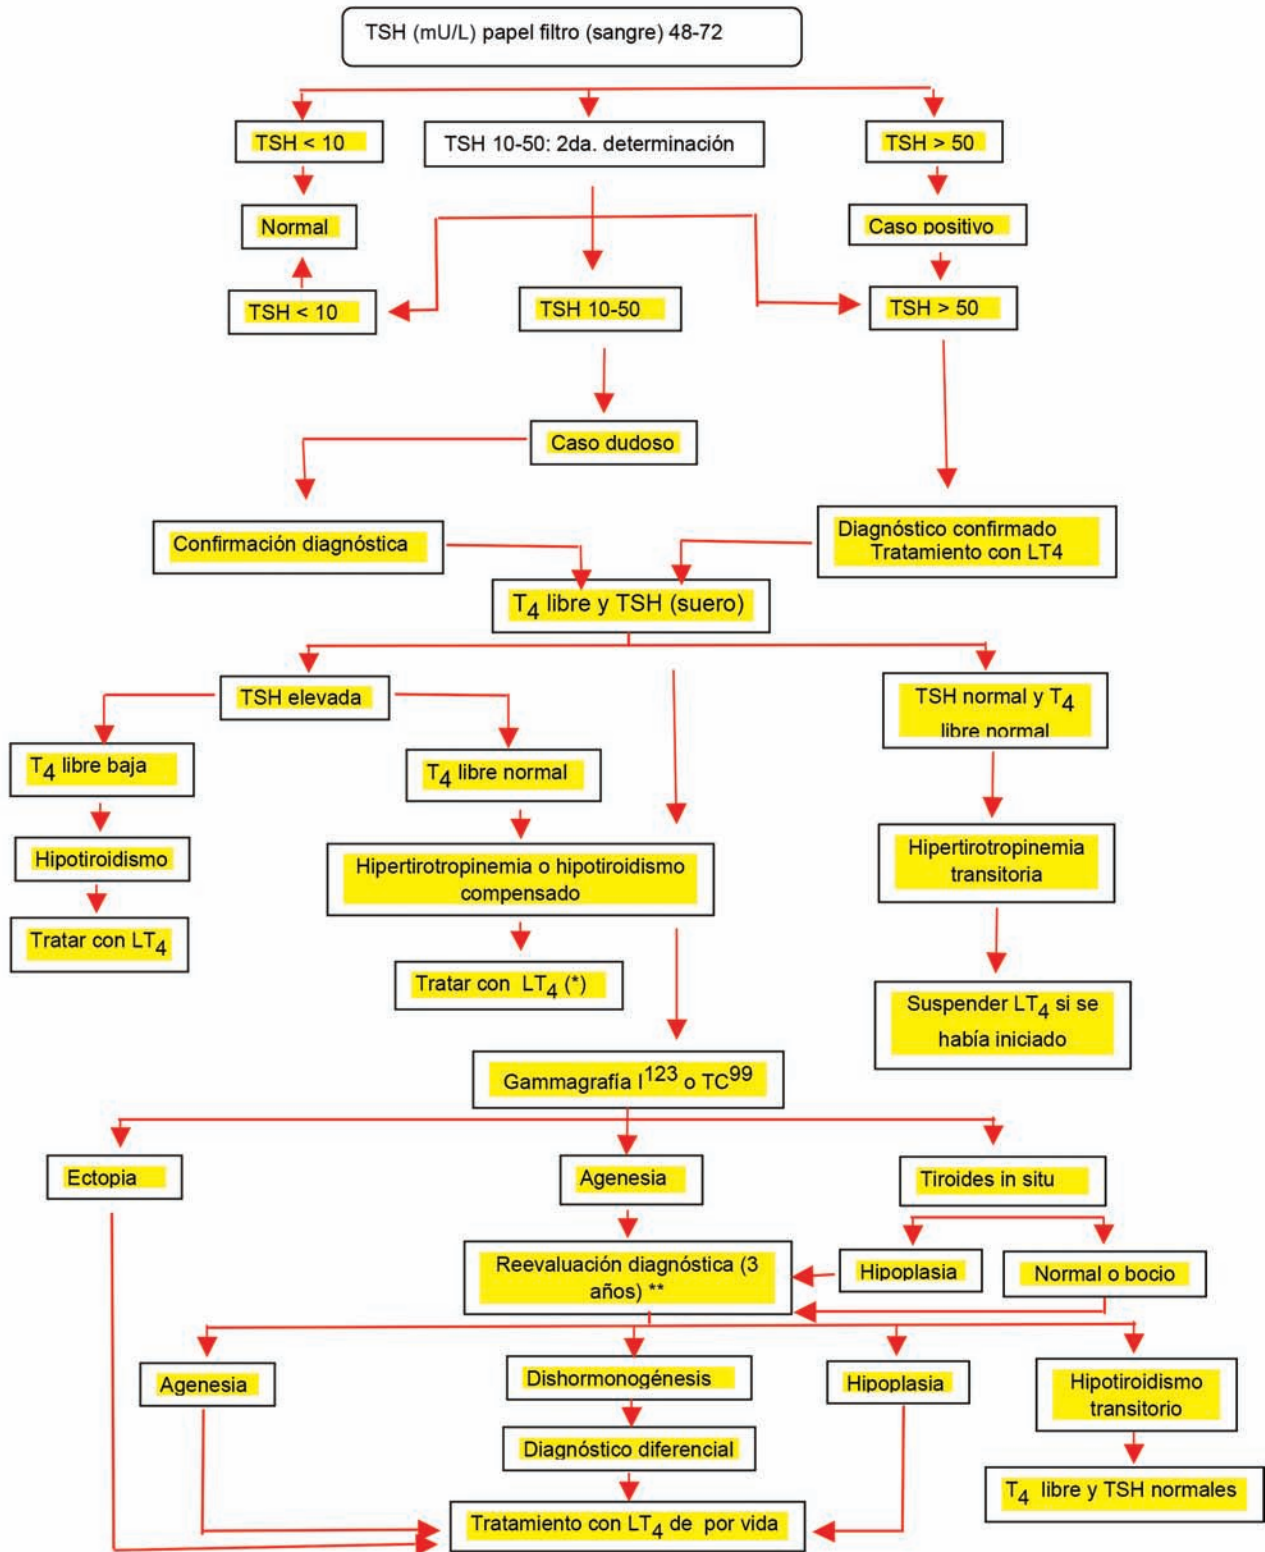 TSH (mU/L) papel filtro (sangre) 48-72
TSH < 10
TSH 10-50: 2da. determinación
TSH > 50
Normal
Caso positivo
TSH < 10
TSH 10-50
TSH > 50
Caso dudoso
Confirmación diagnóstica
Diagnóstico confirmado
Tratamiento con LT4
T4 libre y TSH (suero)
TSH elevada
TSH normal y T4
libre normal
T4 libre baja
T4 libre normal
Hipotiroidismo
Hipertirotropinemia o hipotiroidismo
compensado
Hipertirotropinemia
transitoria
Tratar con LT4
Tratar con LT4 (*)
Suspender LT4 si se
había iniciado
Gammagrafía I123 o TC99
Ectopia
Agenesia
Tiroides in situ
Reevaluación diagnóstica (3
años) **
Hipoplasia
Normal o bocio
Agenesia
Dishormonogénesis
Hipoplasia
Hipotiroidismo
transitorio
Diagnóstico diferencial
T4 libre y TSH normales
Tratamiento con LT4 de por vida